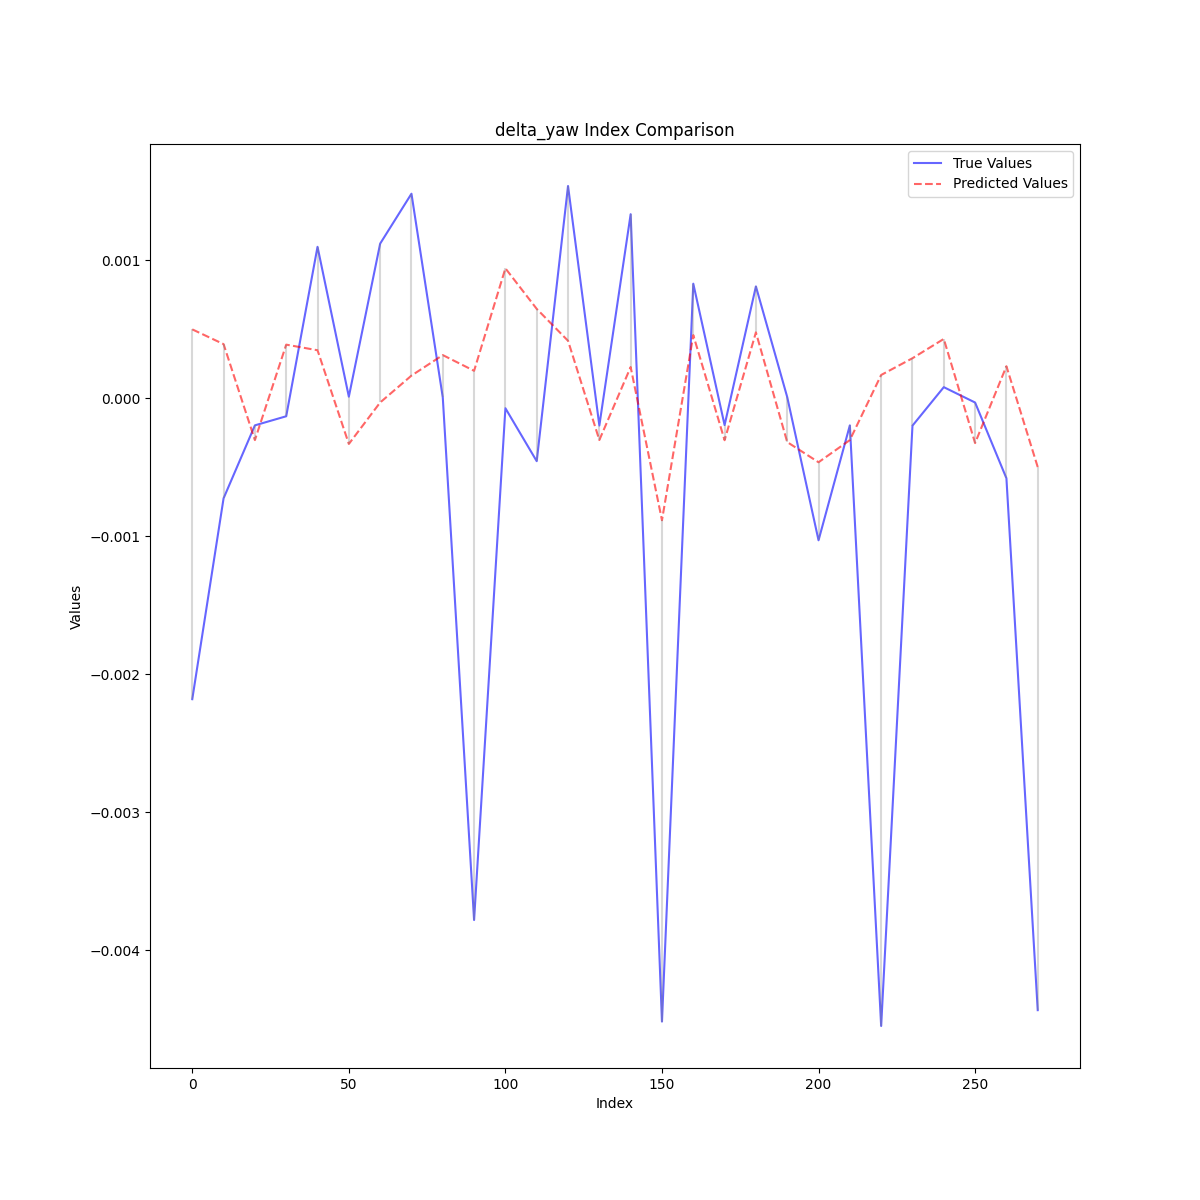 delta_yaw Index Comparison
True Values
Predicted Values
0.001
0.000
−0.001
−0.002
−0.003
−0.004
Values
0
50
100
150
200
250
Index